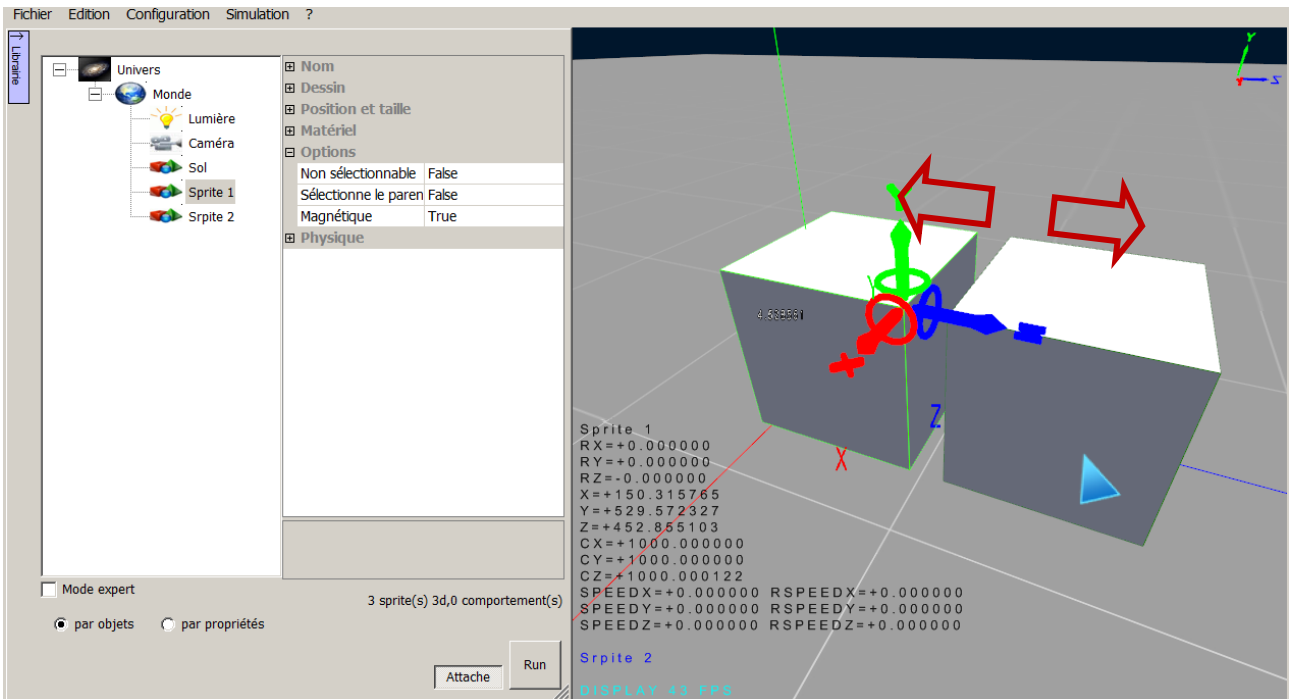 Fichier Edition Configuration Simulation ?
Librairie
Univers
Monde
Lumière
Caméra
Sol
Sprite 1
Srpite 2
Nom
Dessin
Position et taille
Matériel
Options
Non sélectionnable False
Sélectionne le paren False
Magnétique True
Physique
Mode expert
3 sprite(s) 3d,0 comportement(s)
par objets par propriétés
Attache Run
Y
Z
X
Z
Sprite 1
RX=+0.000000
RY=+0.000000
RZ=-0.000000
X=+150.315765
Y=+529.572327
Z=+452.855103
CX=+1000.000000
CY=+1000.000000
CZ=+1000.000122
SPEEDX=+0.000000 RSPEEDX=+0.000000
SPEEDY=+0.000000 RSPEEDY=+0.000000
SPEEDZ=+0.000000 RSPEEDZ=+0.000000
Srpite 2
DISPLAY 43 FPS